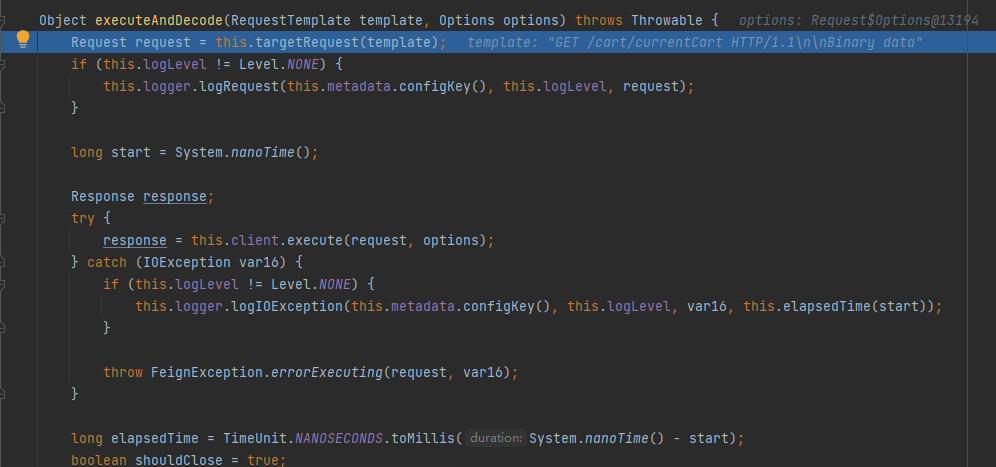 Object executeAndDecode(RequestTemplate template, Options options) throws Throwable {   options: Request$Options@13194
    Request request = this.targetRequest(template);   template: "GET /cart/currentCart HTTP/1.1\n\nBinary data"
    if (this.logLevel != Level.NONE) {
        this.logger.logRequest(this.metadata.configKey(), this.logLevel, request);
    }
    long start = System.nanoTime();
    Response response;
    try {
        response = this.client.execute(request, options);
    } catch (IOException var16) {
        if (this.logLevel != Level.NONE) {
            this.logger.logIOException(this.metadata.configKey(), this.logLevel, var16, this.elapsedTime(start));
        }
        throw FeignException.errorExecuting(request, var16);
    }
    long elapsedTime = TimeUnit.NANOSECONDS.toMillis( duration: System.nanoTime() - start);
    boolean shouldClose = true;